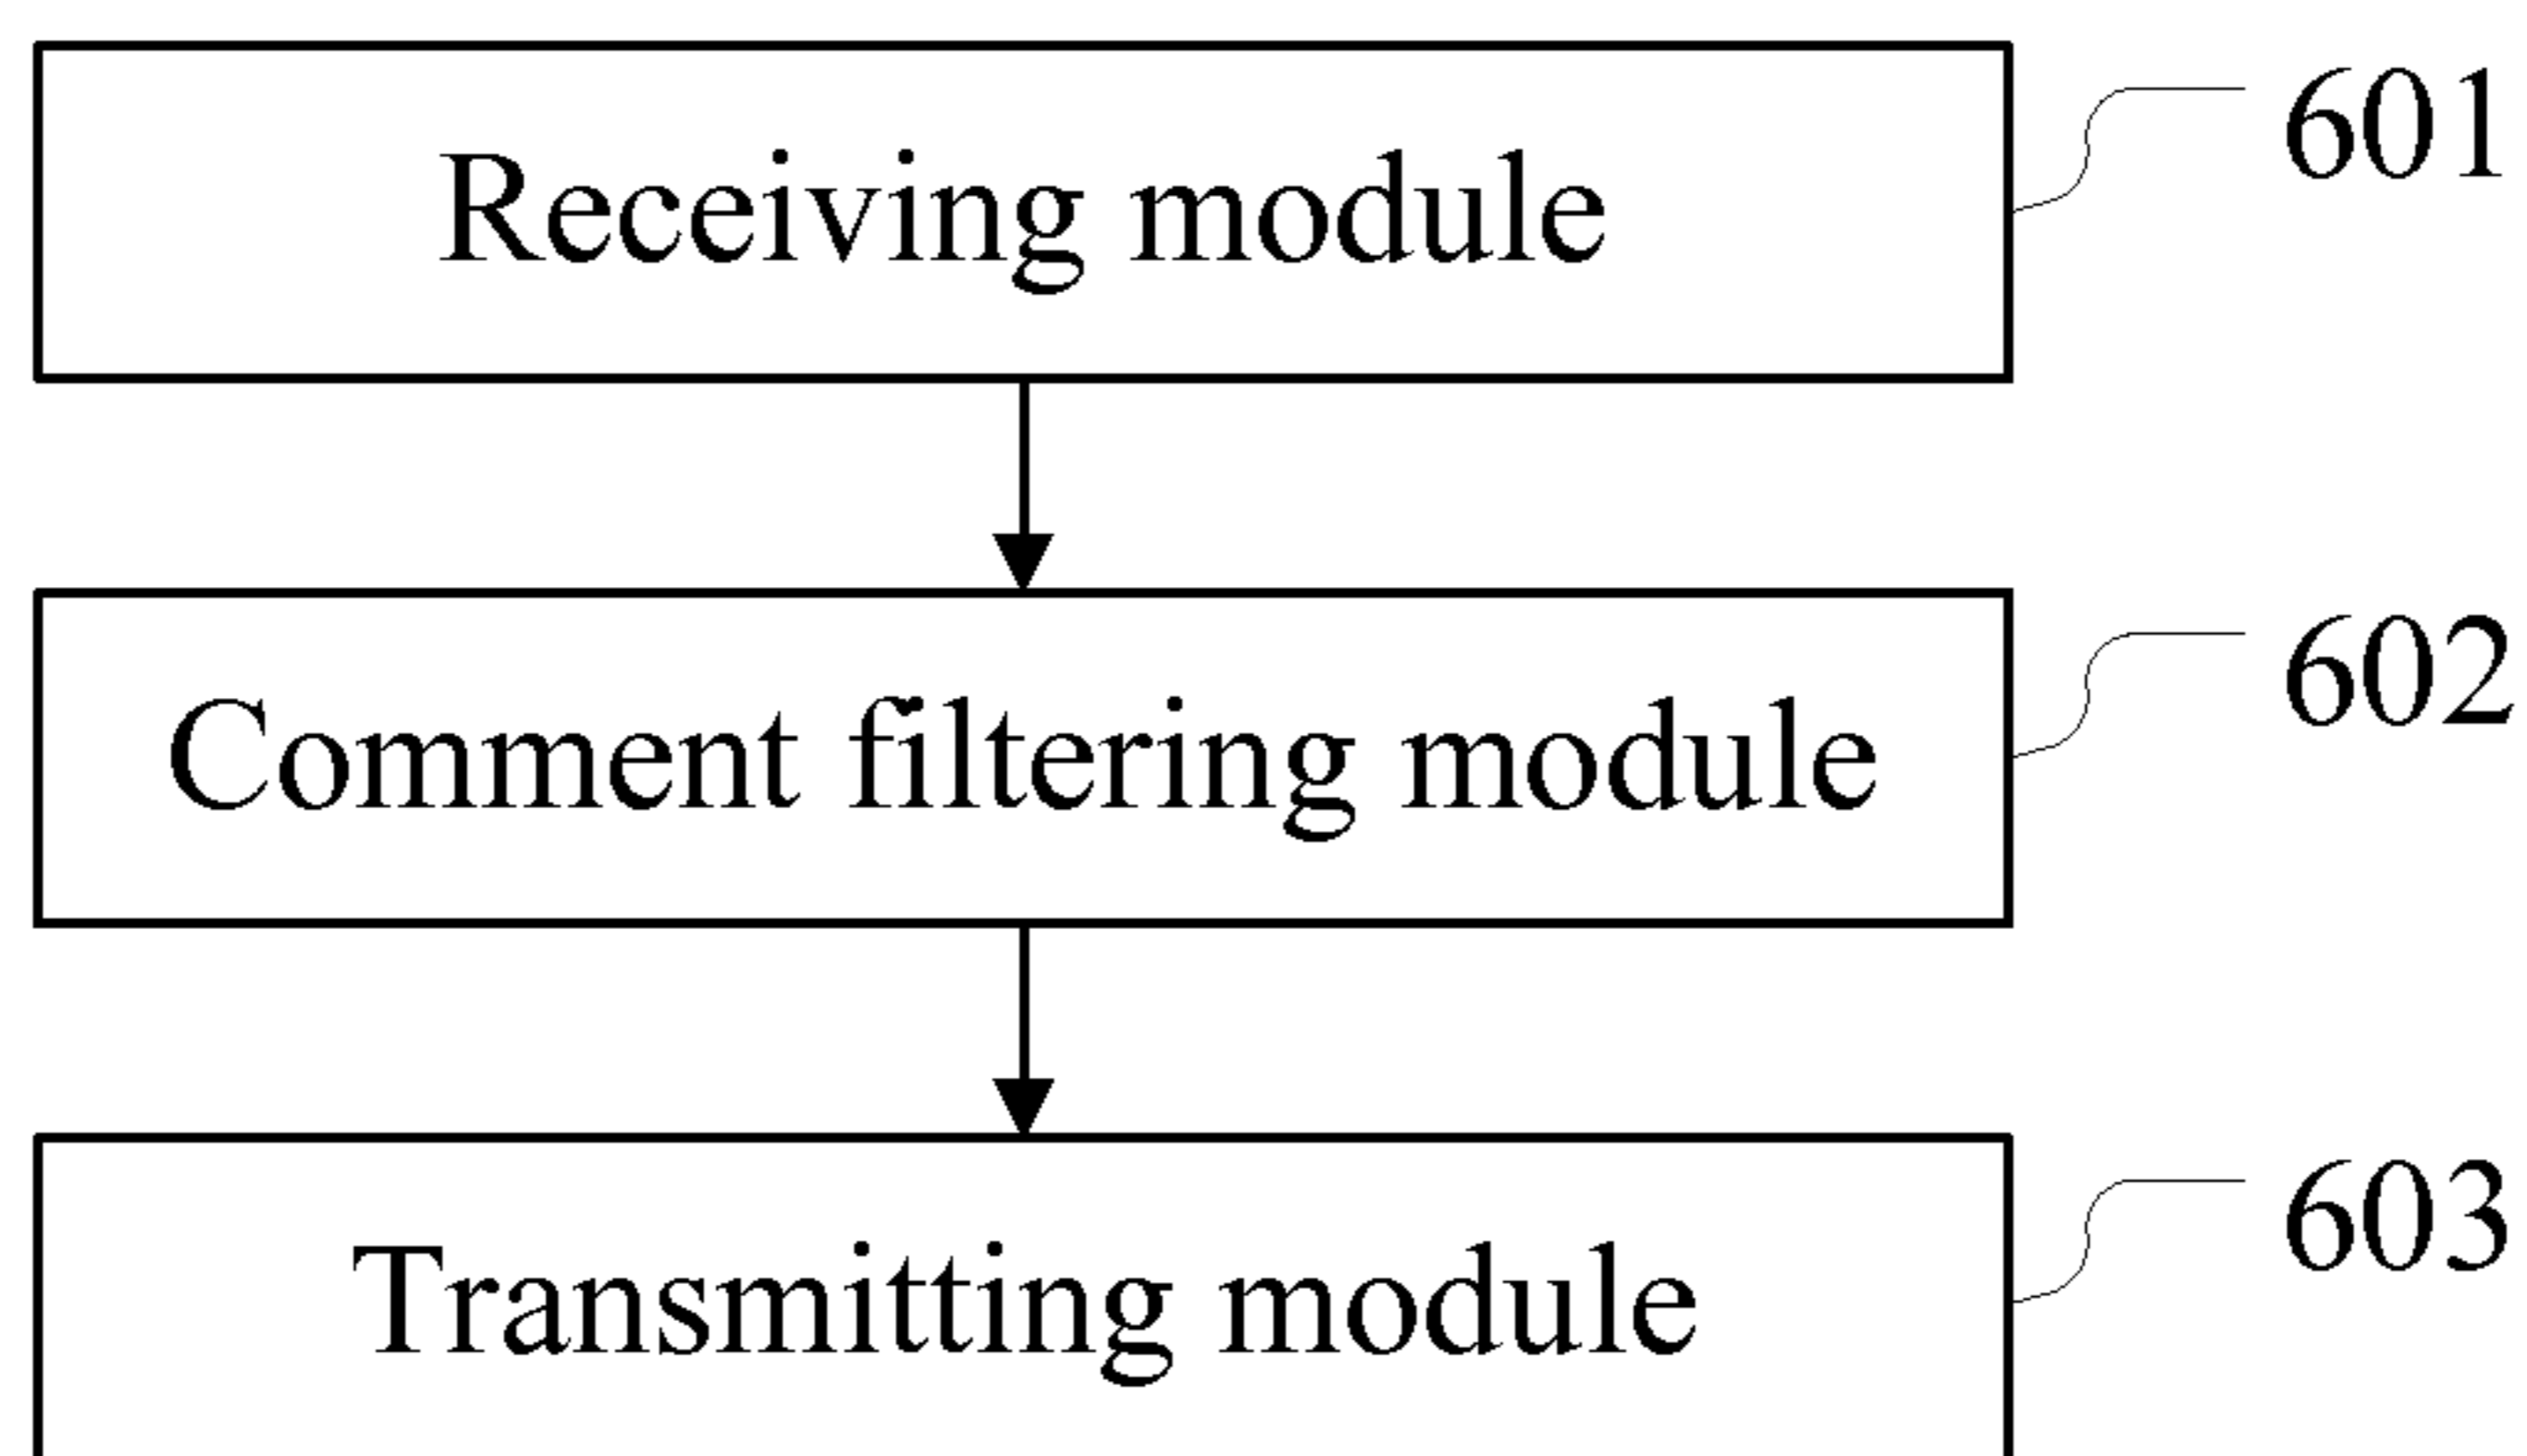 Receiving module
601
Comment filtering module
602
Transmitting module
603